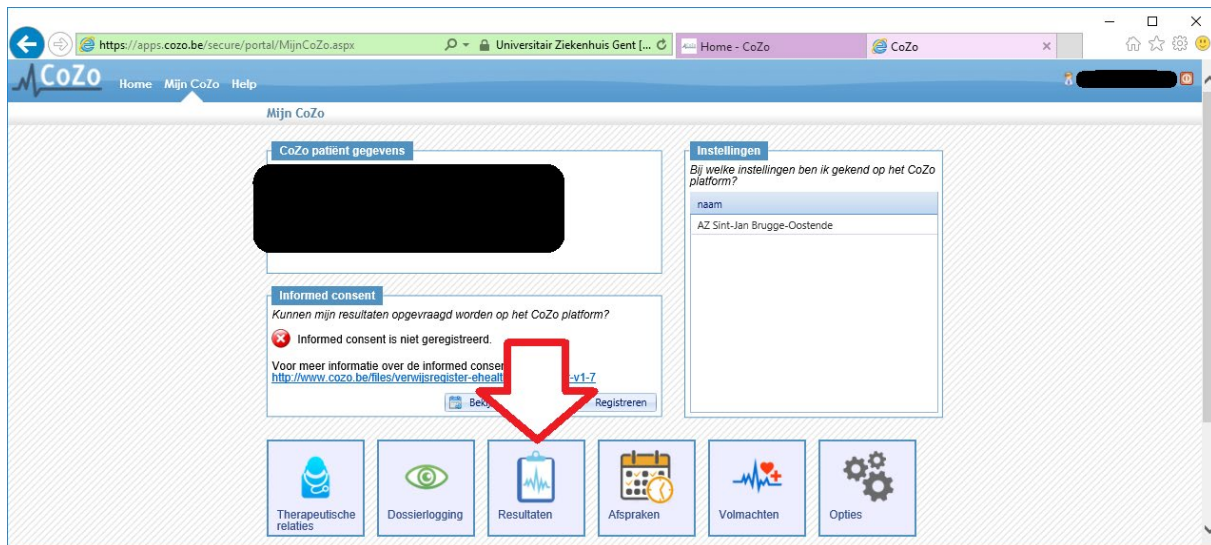 https://apps.cozo.be/secure/portal/MijnCoZo.aspx
Universitair Ziekenhuis Gent [...
Home - CoZo
CoZo
CoZo
Home Mijn CoZo Help
Mijn CoZo
CoZo patiënt gegevens
Instellingen
Bij welke instellingen ben ik gekend op het CoZo
platform?
naam
AZ Sint-Jan Brugge-Oostende
Informed consent
Kunnen mijn resultaten opgevraagd worden op het CoZo platform?
Informed consent is niet geregistreerd.
Voor meer informatie over de informed
http://www.cozo.be/files/verwijsregister-
-v1-7
Registreren
Therapeutische
relaties
Dossierlogging
Resultaten
Afspraken
Volmachten
Opties